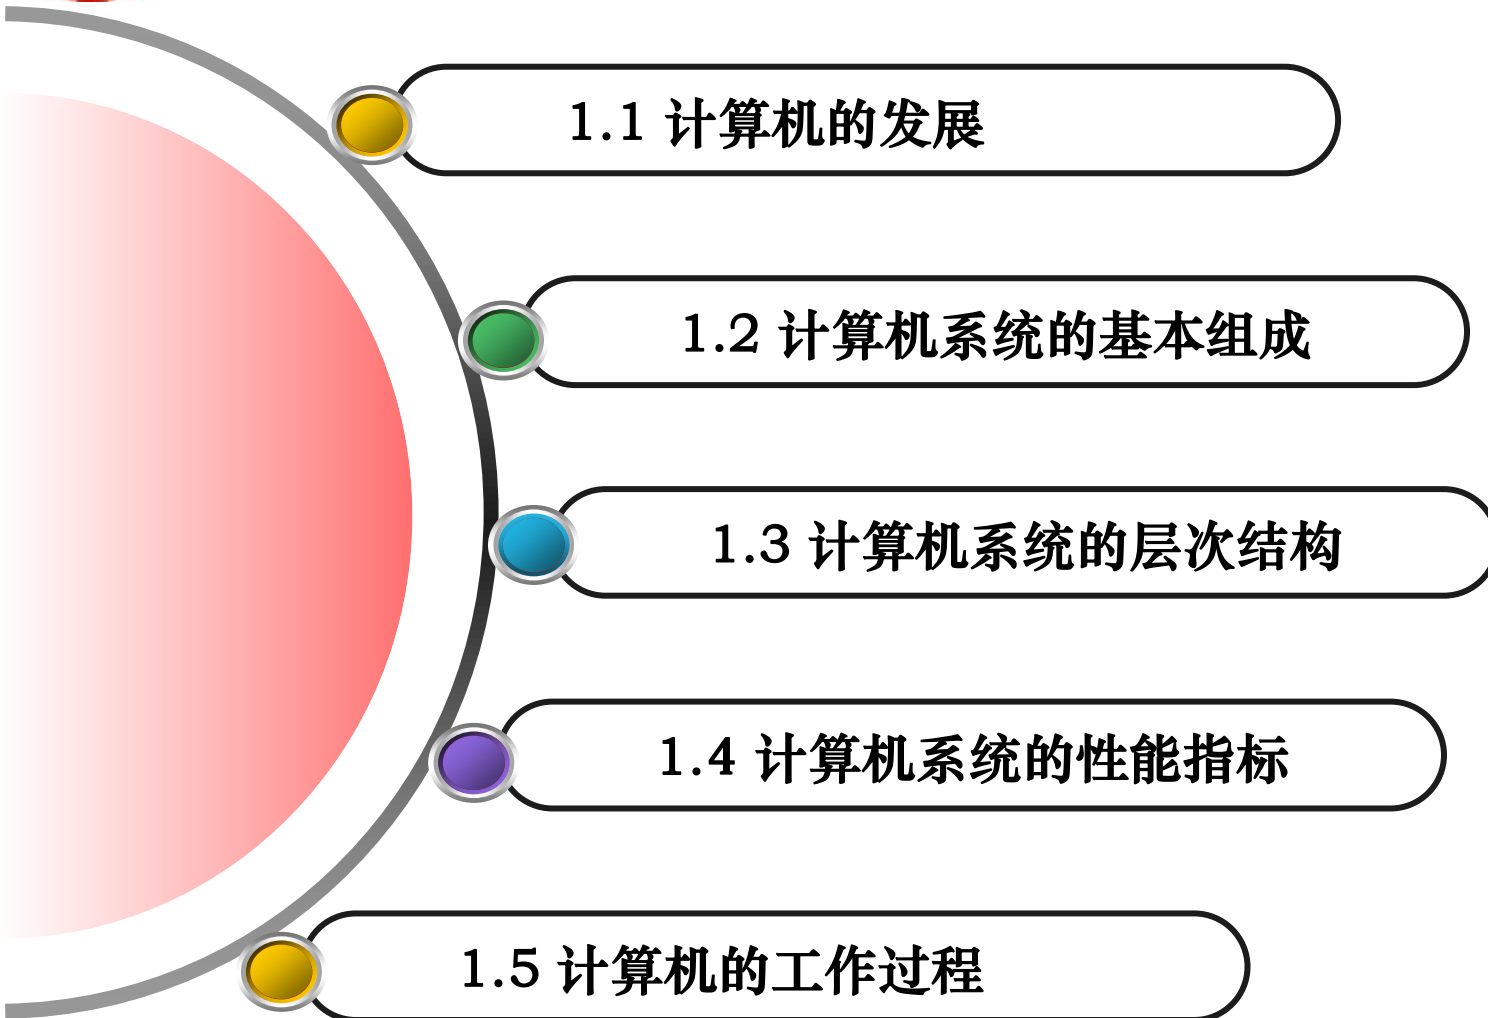 1.1 计算机的发展
1.2 计算机系统的基本组成
1.3 计算机系统的层次结构
1.4 计算机系统的性能指标
1.5 计算机的工作过程